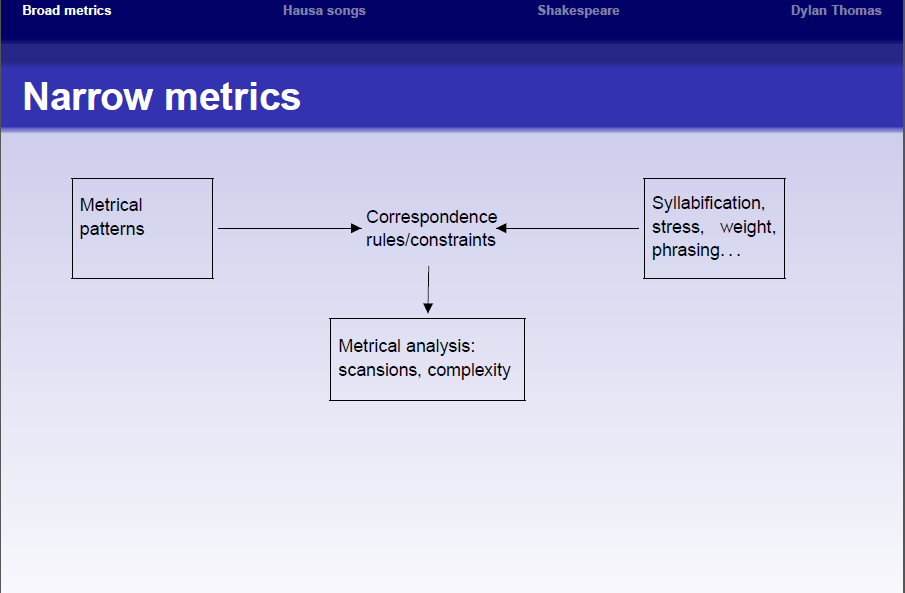 Broad metrics Hausa songs Shakespeare Dylan Thomas
Narrow metrics
Metrical
patterns
Correspondence
rules/constraints
Syllabification,
stress, weight,
phrasing...
Metrical analysis:
scansions, complexity